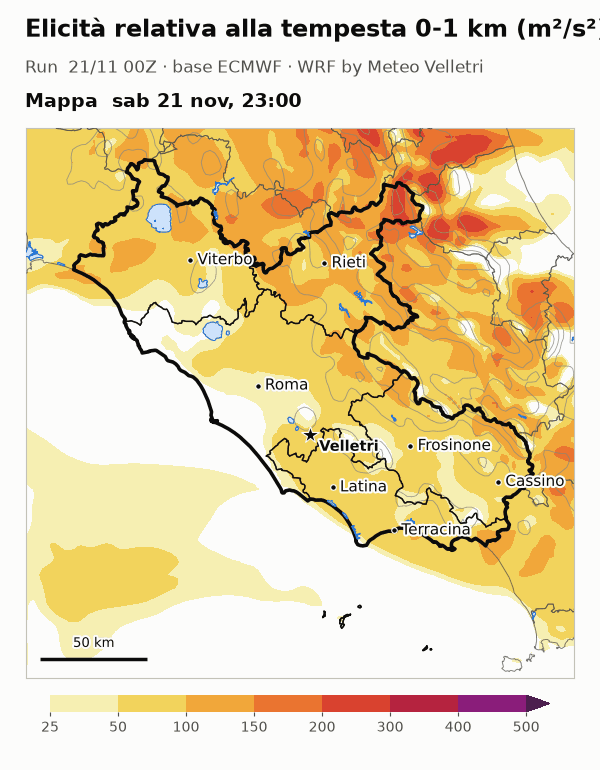 Elicità relativa alla tempesta 0-1 km (m²/s²)
Run 21/11 00Z · base ECMWF · WRF by Meteo Velletri
Mappa sab 21 nov, 23:00
Viterbo
Rieti
Roma
Velletri
Frosinone
Latina
Cassino
Terracina
50 km
25 50 100 150 200 300 400 500